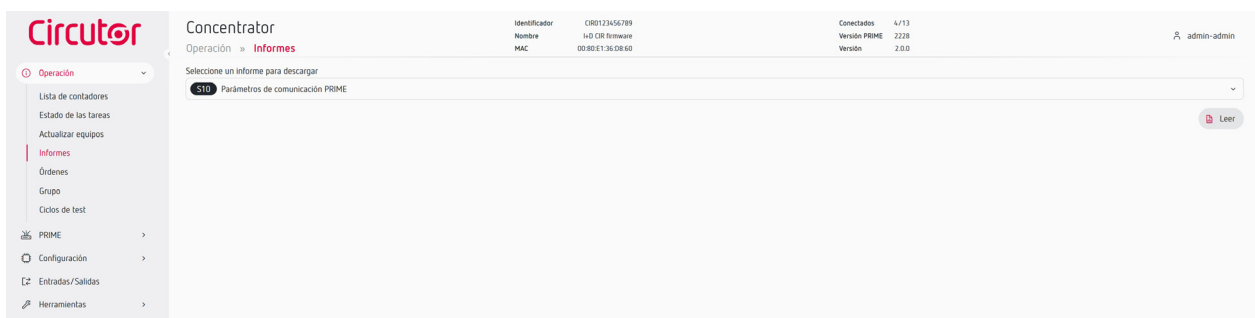 Circutor
Operación
Lista de contadores
Estado de las tareas
Actualizar equipos
Informes
Órdenes
Grupo
Ciclos de test
PRIME
Configuración
Entradas/Salidas
Herramientas
Concentrator
Operación » Informes
Identificador CIR0123456789
Nombre I+D CIR firmware
MAC 00:80:E1:36:08:60
Conectados 4/13
Versión PRIME 2228
Versión 2.0.0
admin-admin
Seleccione un informe para descargar
S10 Parámetros de comunicación PRIME
Leer